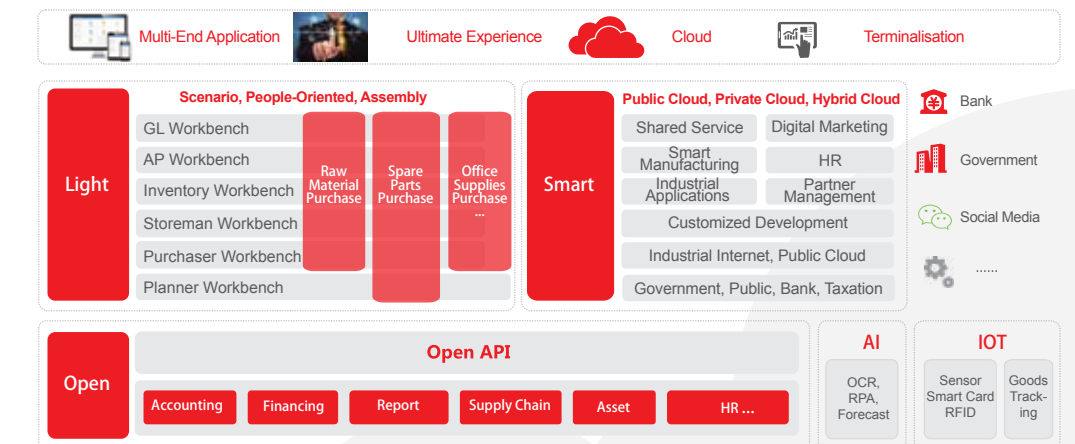 Multi-End Application
Ultimate Experience
Cloud
Terminalisation
Light
Scenario, People-Oriented, Assembly
GL Workbench
AP Workbench
Inventory Workbench
Storeman Workbench
Purchaser Workbench
Planner Workbench
Raw
Material
Purchase
Spare
Parts
Purchase
Office
Supplies
Purchase
...
Smart
Public Cloud, Private Cloud, Hybrid Cloud
Shared Service
Digital Marketing
Smart
Manufacturing
HR
Industrial
Applications
Partner
Management
Customized Development
Industrial Internet, Public Cloud
Government, Public, Bank, Taxation
¥
Bank
Government
Social Media
......
Open
Open API
Accounting
Financing
Report
Supply Chain
Asset
HR ...
AI
OCR,
RPA,
Forecast
IOT
Sensor
Smart Card
RFID
Goods
Track-
ing